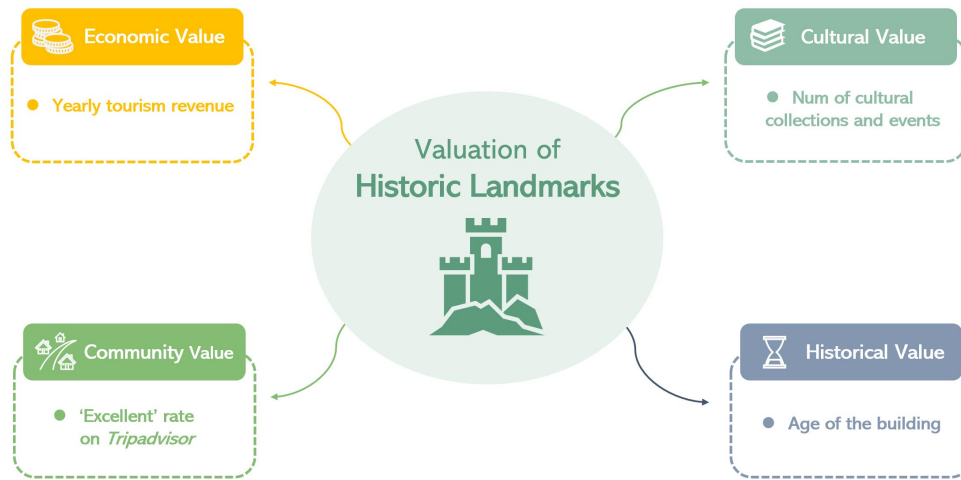 Economic Value
Yearly tourism revenue
Cultural Value
Num of cultural
collections and events
Valuation of
Historic Landmarks
Community Value
‘Excellent’ rate
on Tripadvisor
Historical Value
Age of the building